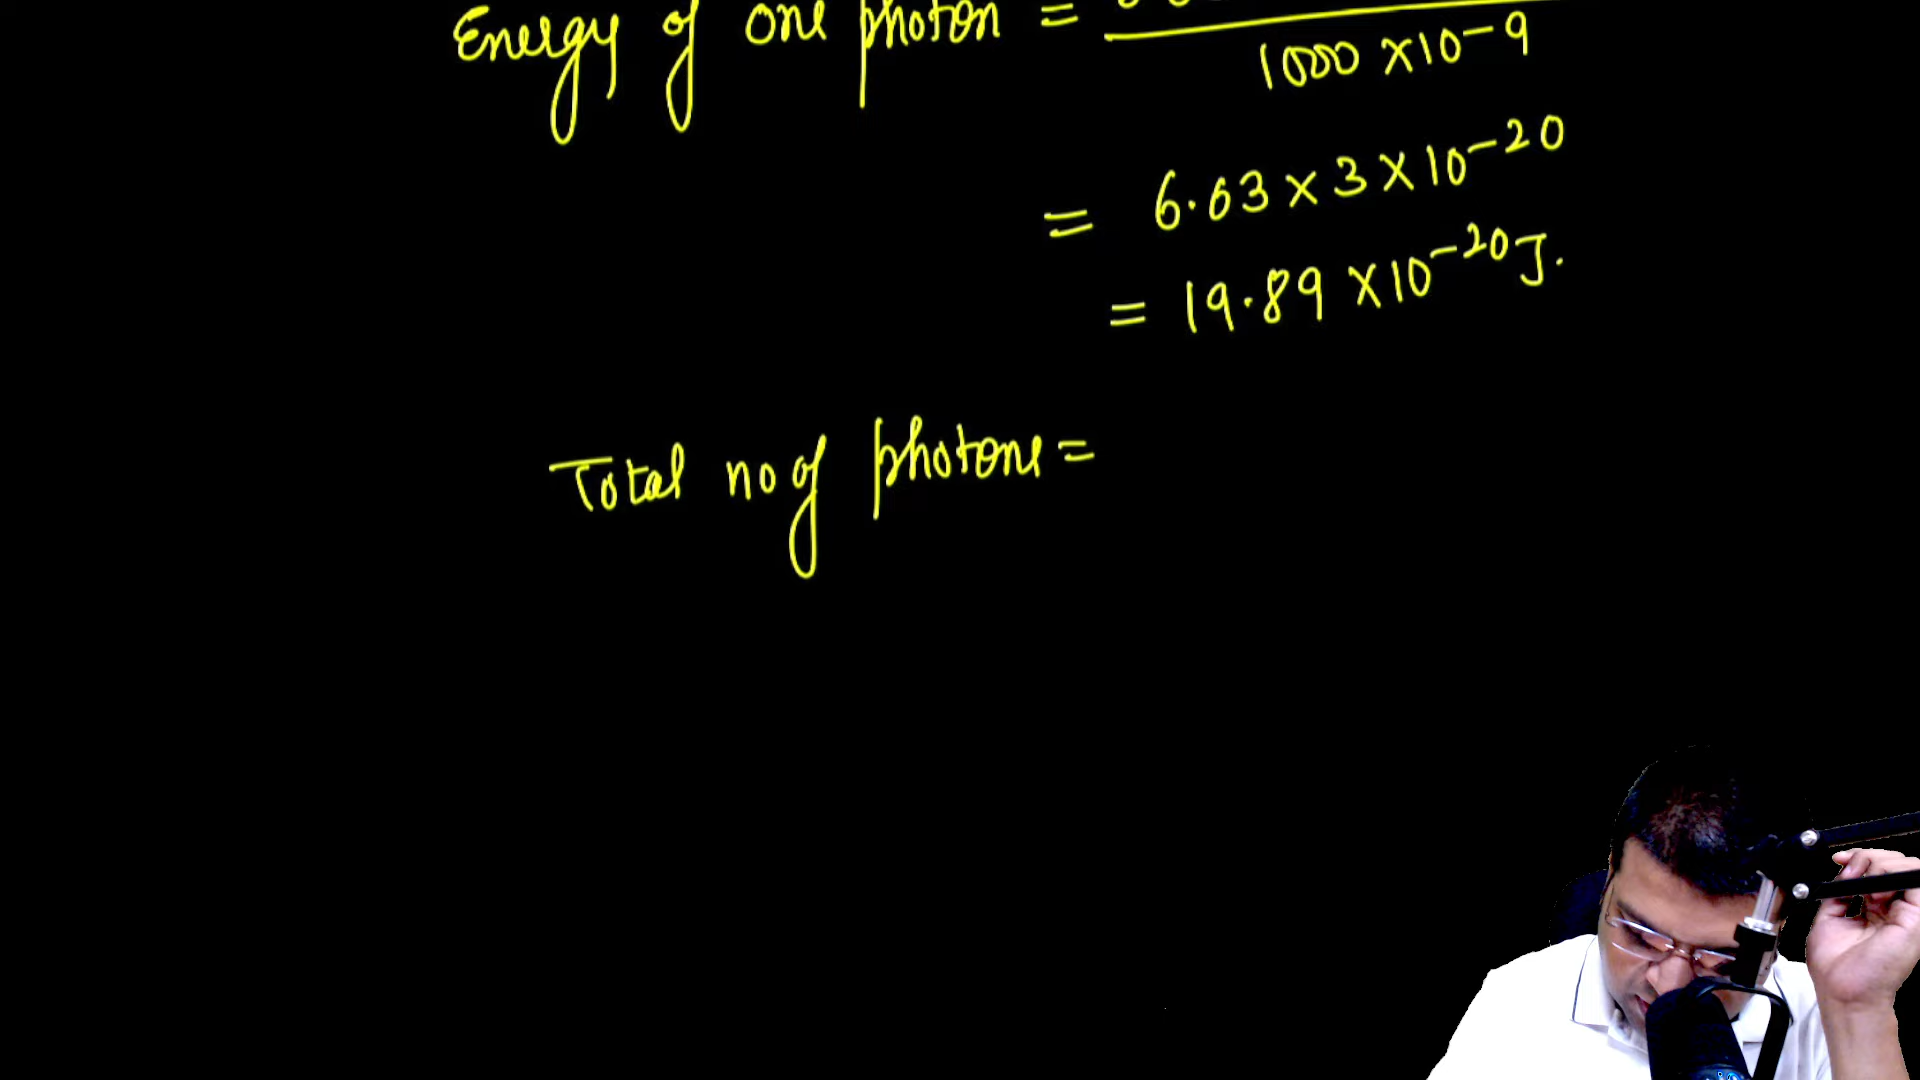 Energy of one photon =
1000 × 10⁻⁹
= 6.63 × 3 × 10⁻²⁰
= 19.89 × 10⁻²⁰ J.
Total no of photons =